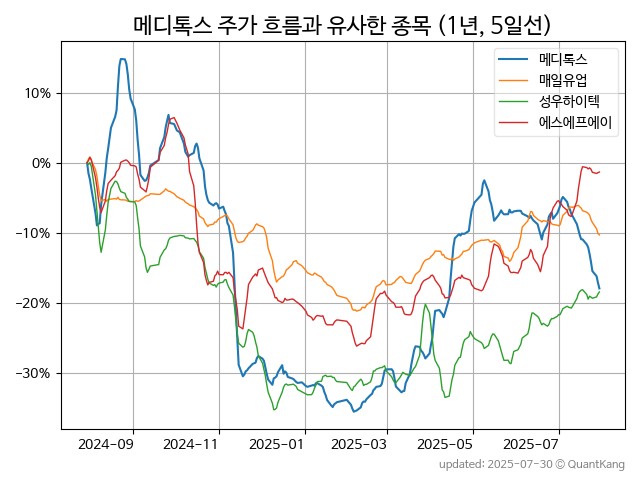 메디톡스 주가 흐름과 유사한 종목 (1년, 5일선)
메디톡스
매일유업
성우하이텍
에스에프에이
10%
0%
−10%
−20%
−30%
2024-09
2024-11
2025-01
2025-03
2025-05
2025-07
updated: 2025-07-30 © QuantKang